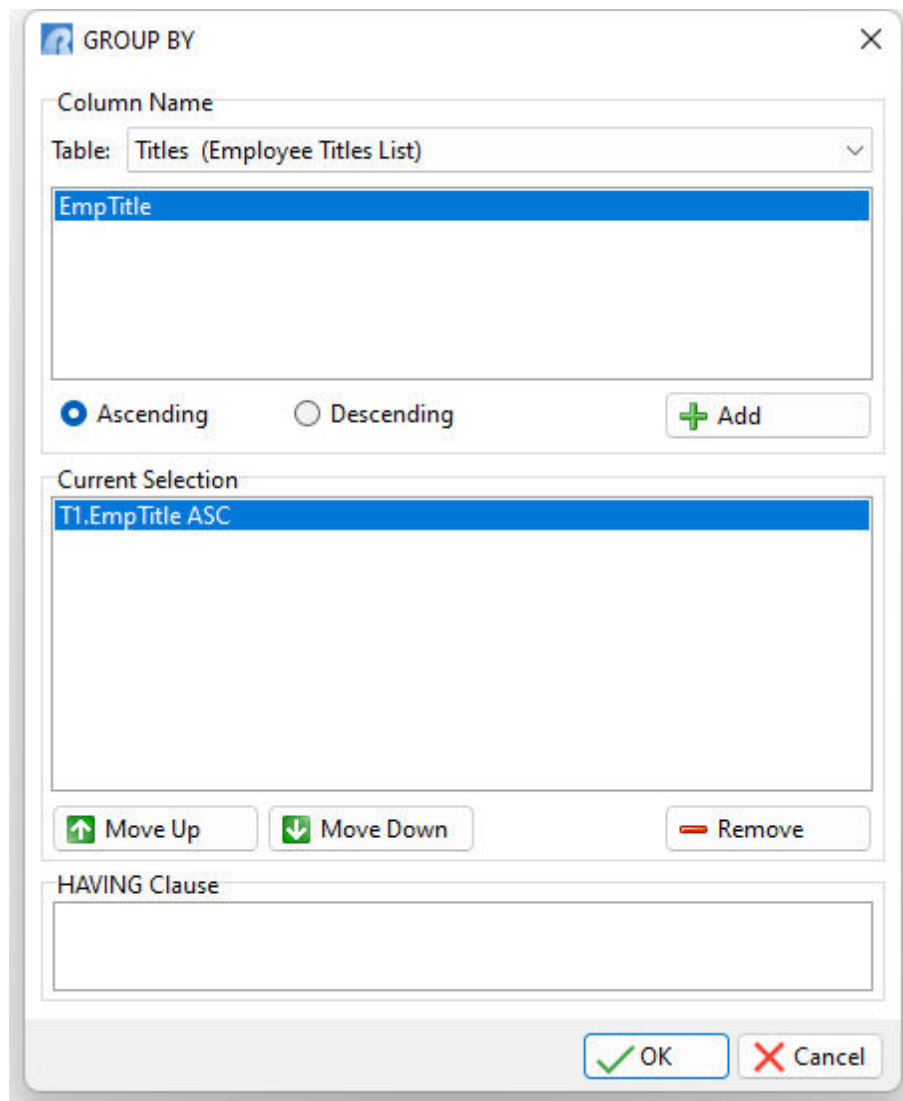 GROUP BY
Column Name
Table: Titles (Employee Titles List)
EmpTitle
Ascending Descending Add
Current Selection
T1.EmpTitle ASC
Move Up Move Down Remove
HAVING Clause
OK Cancel